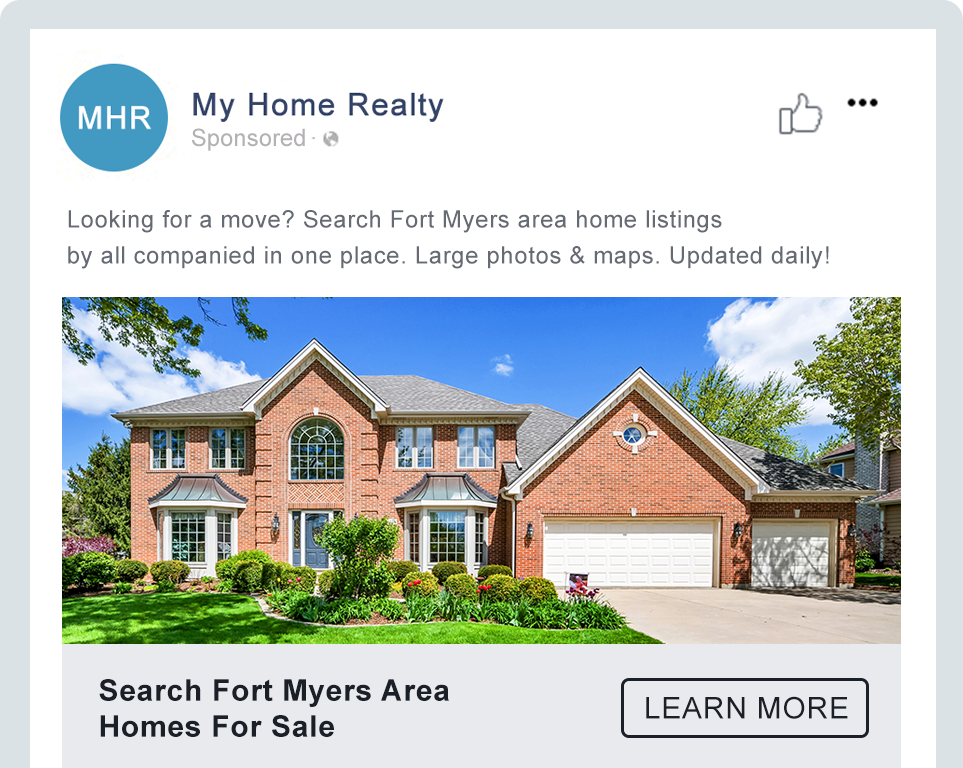 MHR
My Home Realty
Sponsored ·
Looking for a move? Search Fort Myers area home listings
by all companied in one place. Large photos & maps. Updated daily!
Search Fort Myers Area
Homes For Sale
LEARN MORE